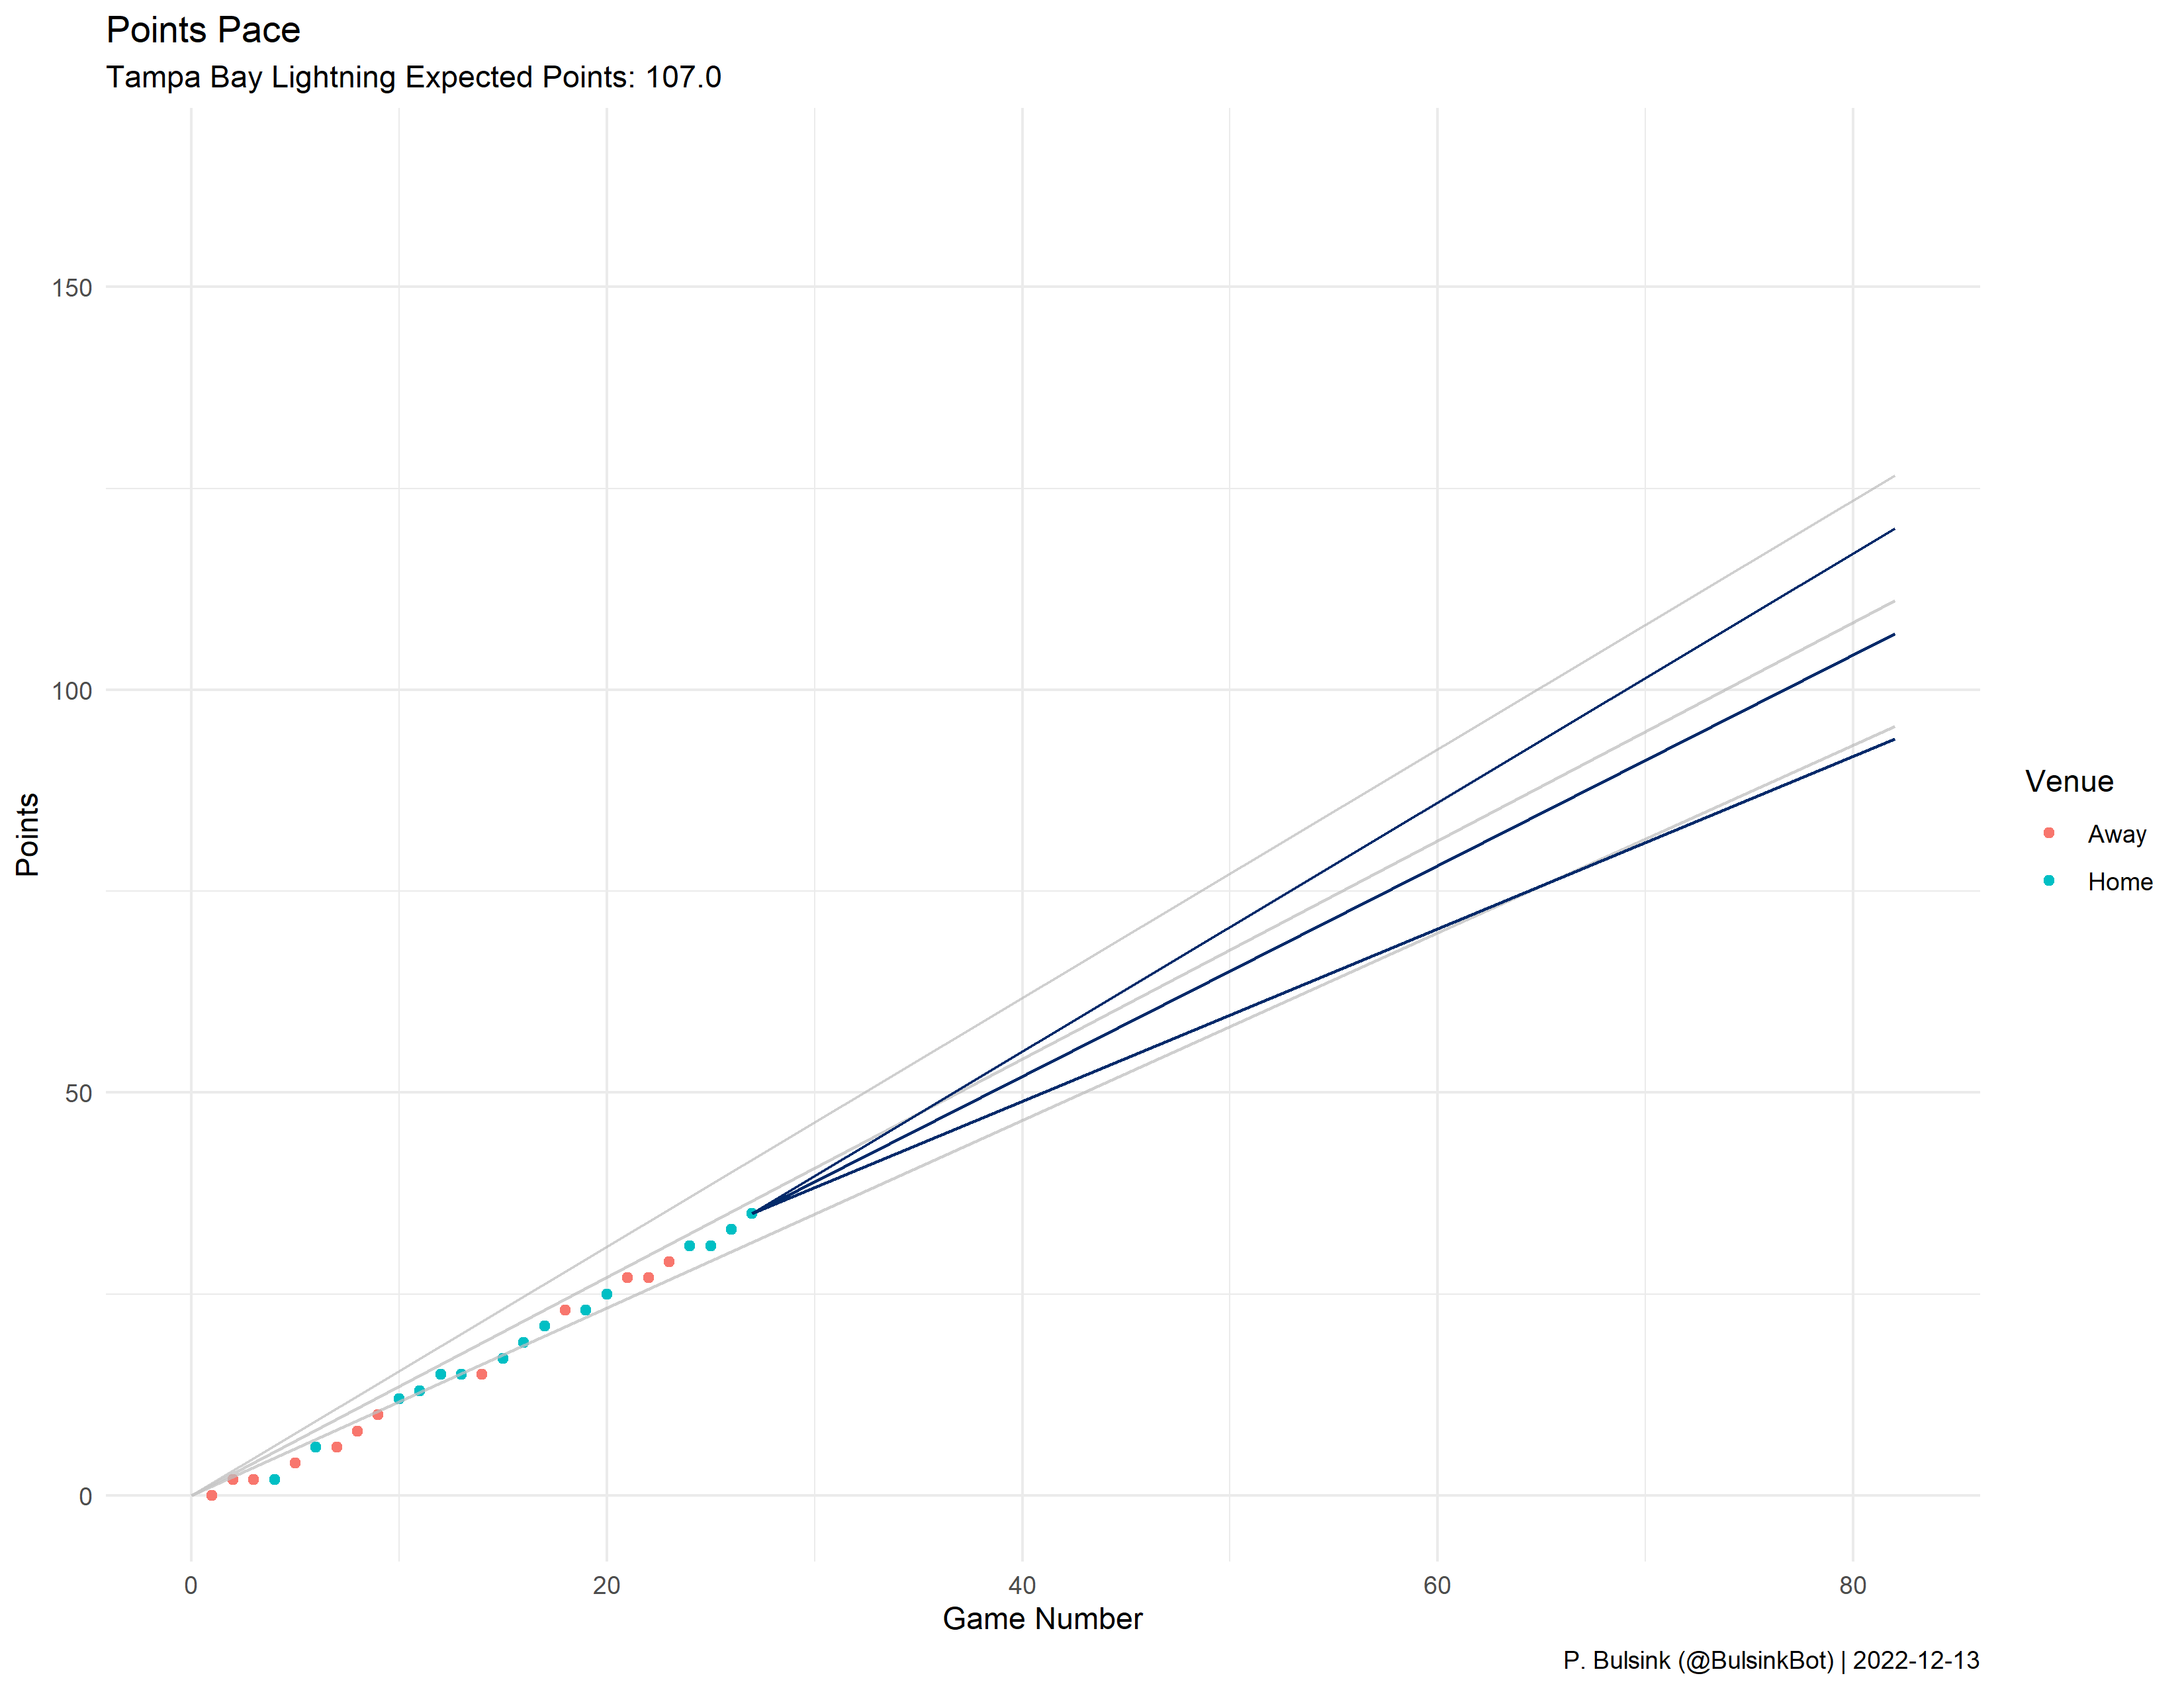 Points Pace
Tampa Bay Lightning Expected Points: 107.0
150
100
50
0
Points
0 20 40 60 80
Game Number
Venue
Away
Home
P. Bulsink (@BulsinkBot) | 2022-12-13